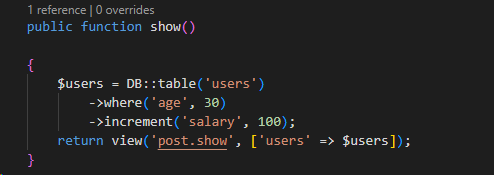 1 reference | 0 overrides
public function show()
{
$users = DB::table('users')
->where('age', 30)
->increment('salary', 100);
return view('post.show', ['users' => $users]);
}